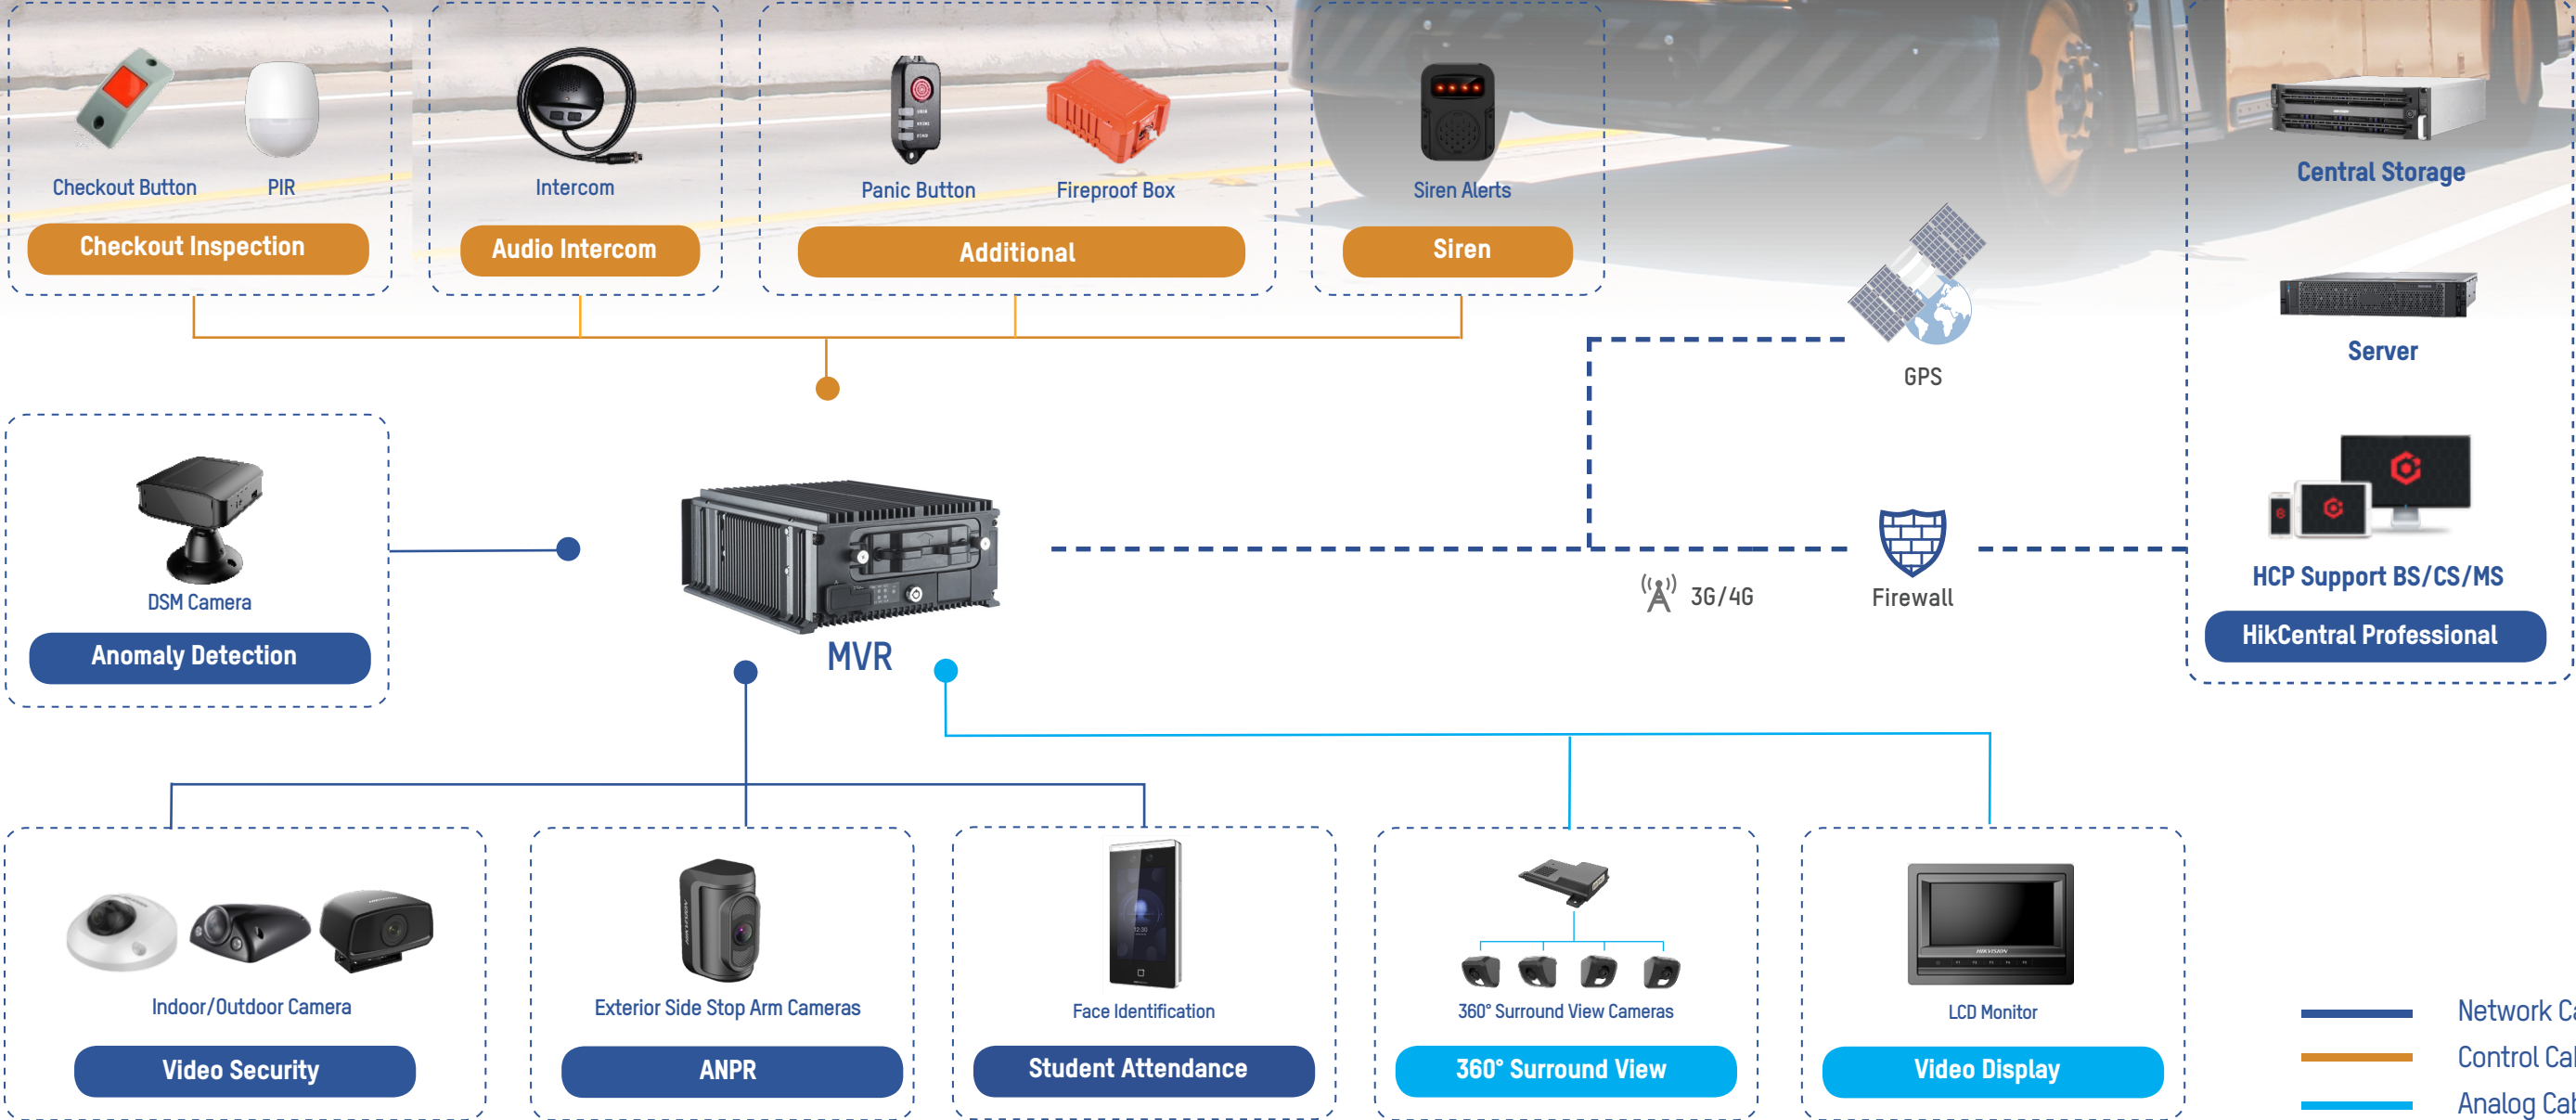 Checkout Button
PIR
Checkout Inspection
Intercom
Audio Intercom
Panic Button
Fireproof Box
Additional
Siren Alerts
Siren
Central Storage
Server
HCP Support BS/CS/MS
HikCentral Professional
GPS
3G/4G
Firewall
DSM Camera
Anomaly Detection
MVR
Indoor/Outdoor Camera
Video Security
HIKVISION
Exterior Side Stop Arm Cameras
ANPR
Face Identification
Student Attendance
360° Surround View Cameras
360° Surround View
HIKVISION
LCD Monitor
Video Display
Network Ca
Control Cal
Analog Cal